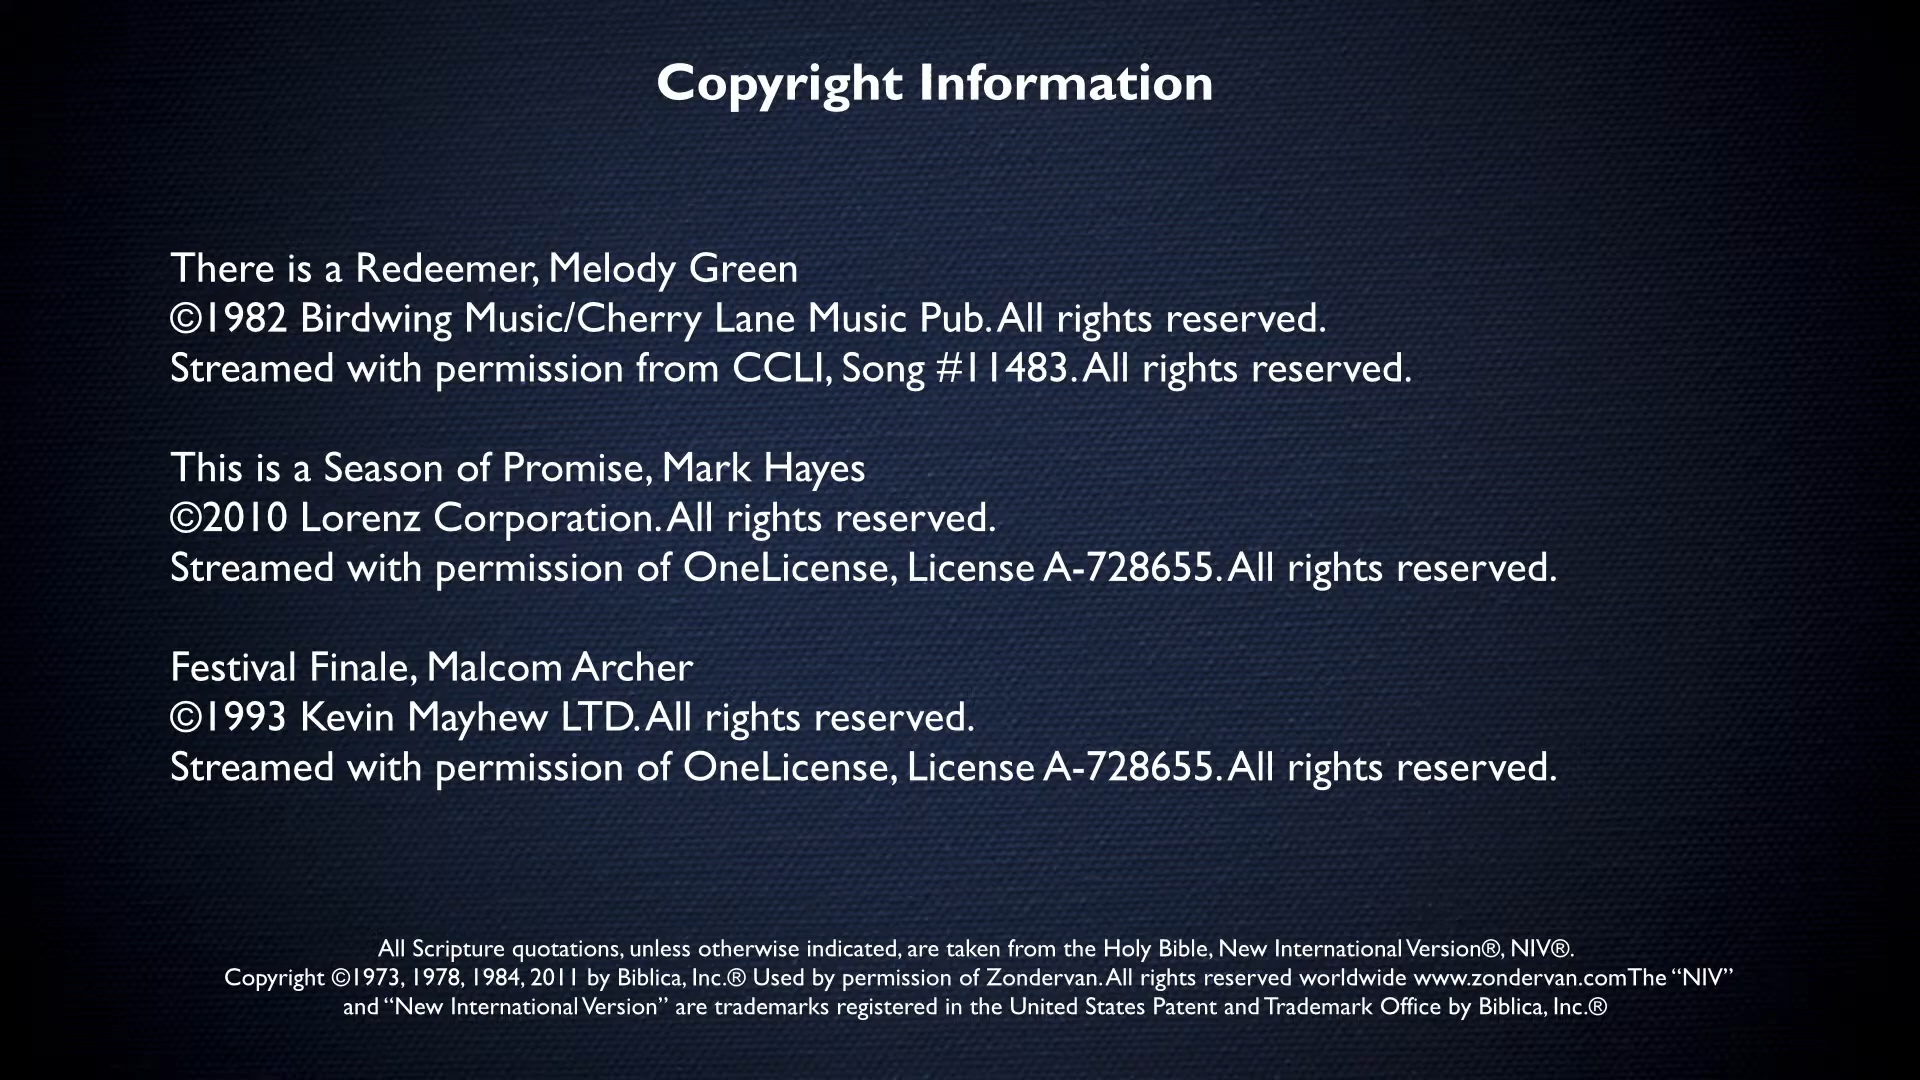 Copyright Information
There is a Redeemer, Melody Green
©1982 Birdwing Music/Cherry Lane Music Pub. All rights reserved.
Streamed with permission from CCLI, Song #11483. All rights reserved.
This is a Season of Promise, Mark Hayes
©2010 Lorenz Corporation. All rights reserved.
Streamed with permission of OneLicense, License A-728655. All rights reserved.
Festival Finale, Malcom Archer
©1993 Kevin Mayhew LTD. All rights reserved.
Streamed with permission of OneLicense, License A-728655. All rights reserved.
All Scripture quotations, unless otherwise indicated, are taken from the Holy Bible, New International Version®, NIV®.
Copyright ©1973, 1978, 1984, 2011 by Biblica, Inc.® Used by permission of Zondervan. All rights reserved worldwide www.zondervan.comThe “NIV”
and “New International Version” are trademarks registered in the United States Patent and Trademark Office by Biblica, Inc.®